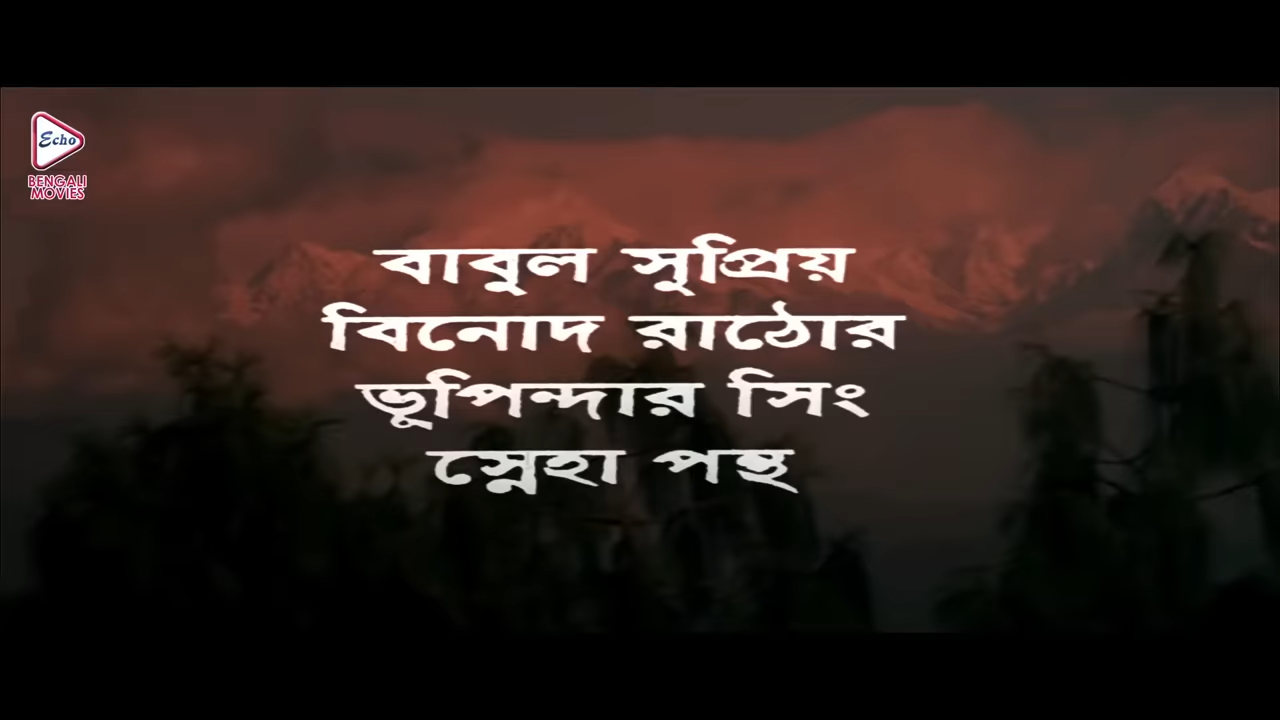 Echo
BENGALI
MOVIES
বাবুল সুপ্রিয়
বিনোদ রাঠোর
ভূপিন্দার সিং
স্নেহা পন্থ